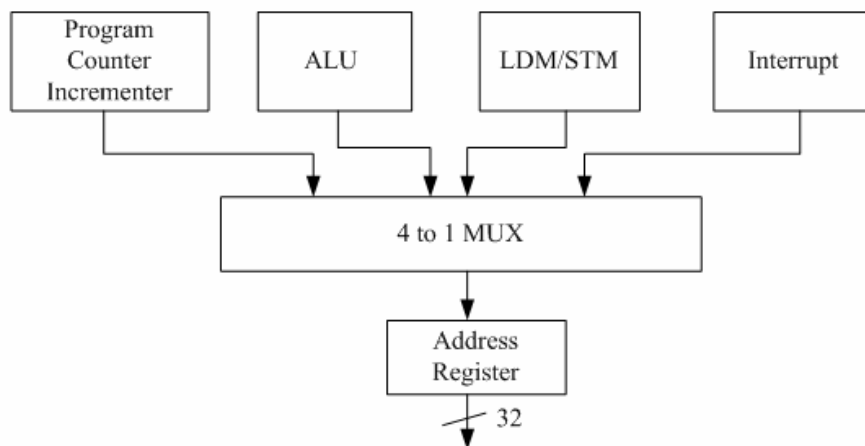 Program
Counter
Incrementer
ALU
LDM/STM
Interrupt
4 to 1 MUX
Address
Register
32